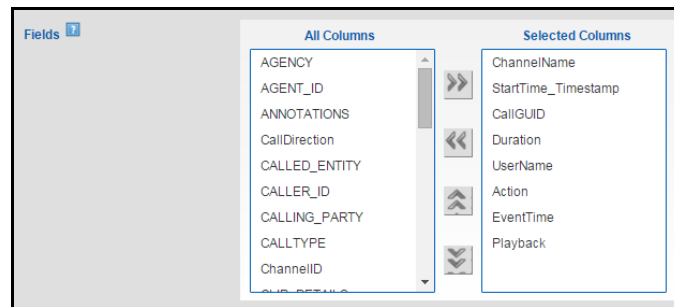 Fields ?
All Columns
AGENCY
AGENT_ID
ANNOTATIONS
CallDirection
CALLED_ENTITY
CALLER_ID
CALLING_PARTY
CALLTYPE
ChannelID
Selected Columns
ChannelName
StartTime_Timestamp
CallGUID
Duration
UserName
Action
EventTime
Playback